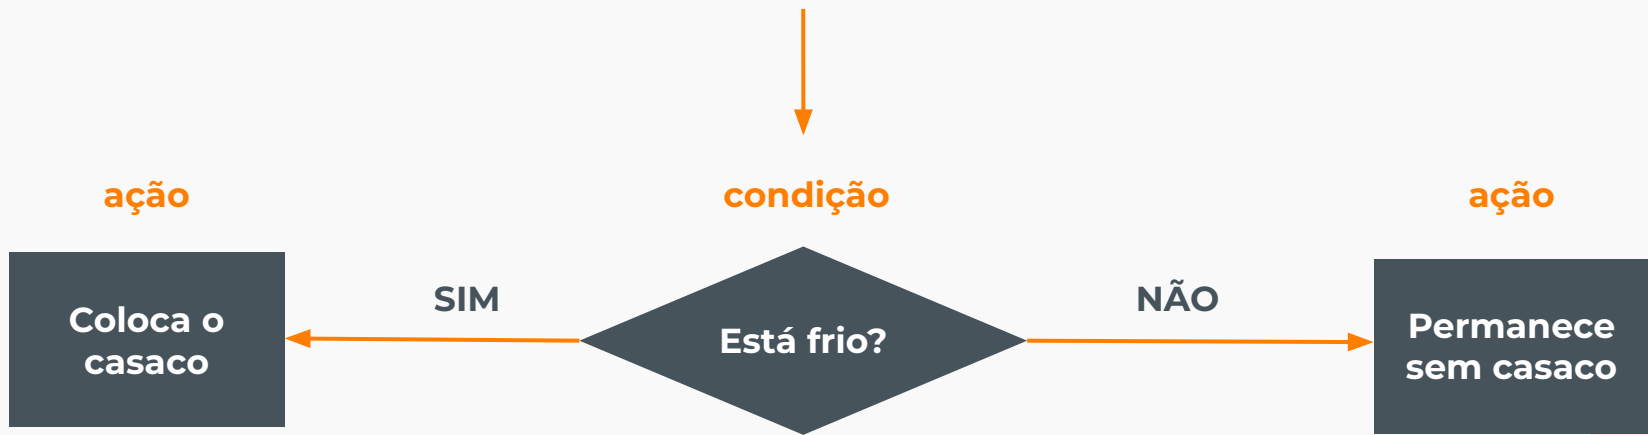 ação
condição
ação
Coloca o
casaco
SIM
Está frio?
NÃO
Permanece
sem casaco